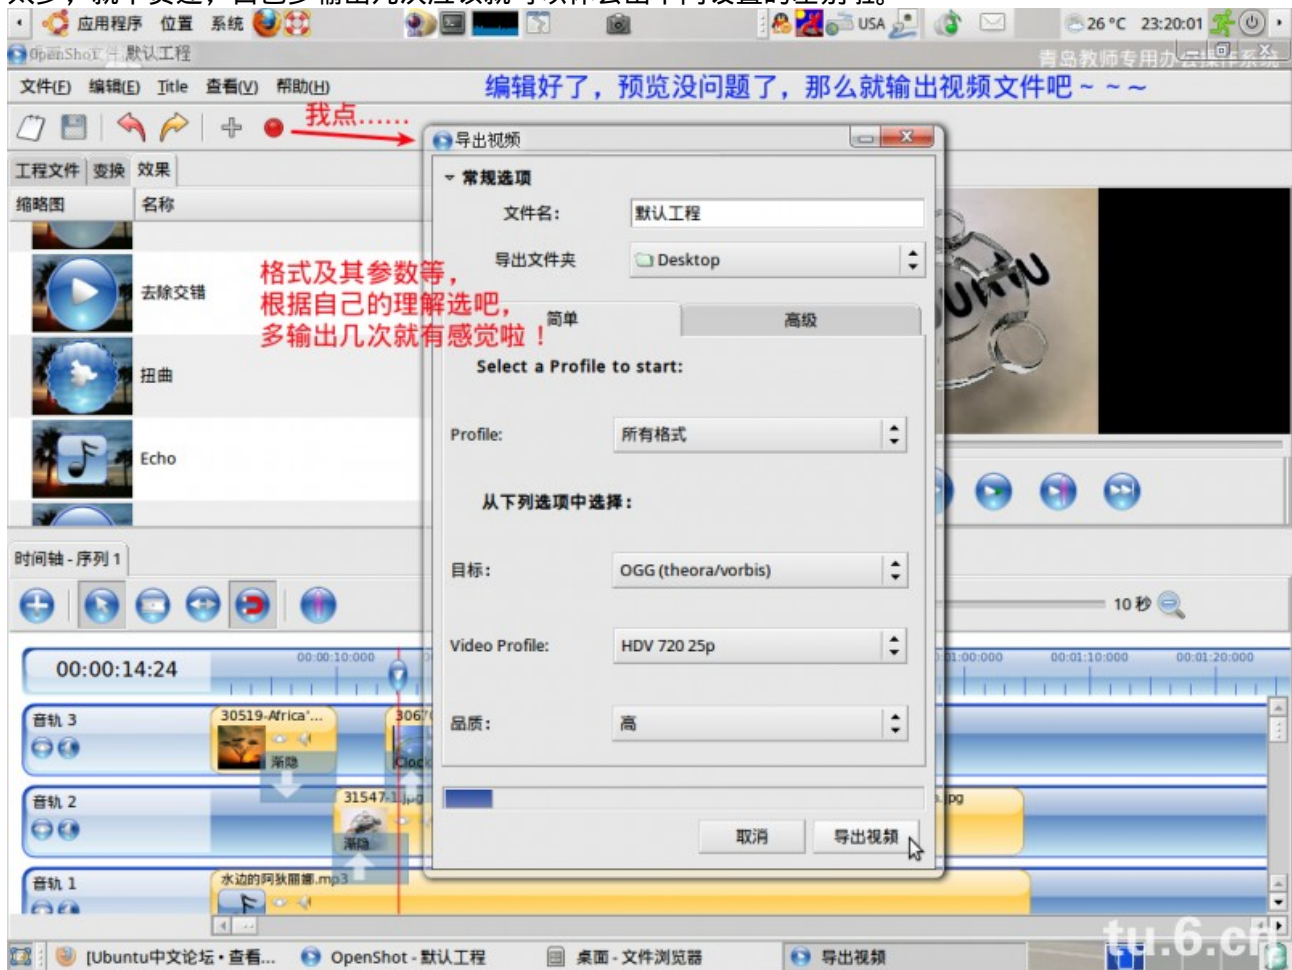 应用程序 位置 系统
USA
26 °C 23:20:01
默认工程
青岛教师专用办
文件(F) 编辑(E) Title 查看(V) 帮助(H)
编辑好了，预览没问题了，那么就输出视频文件吧～～～
我点……
导出视频
工程文件 变换 效果
常规选项
缩略图 名称
文件名： 默认工程
导出文件夹 Desktop
去除交错
格式及其参数等，
根据自己的理解选吧，
多输出几次就有感觉啦！
简单 高级
Select a Profile to start:
扭曲
Profile: 所有格式
Echo
从下列选项中选择：
时间轴 - 序列 1
目标： OGG (theora/vorbis)
10 秒
Video Profile: HDV 720 25p
00:00:14:24 00:00:10:000 00:01:10:000 00:01:20:000
品质： 高
音轨 3 30519-Africa'...
渐隐 Clock
音轨 2 31547-1.jpg .jpg
渐隐
取消 导出视频
音轨 1 水边的阿狄丽娜.mp3
tu.6.cn
[Ubuntu中文论坛 • 查看... OpenShot - 默认工程 桌面 - 文件浏览器 导出视频